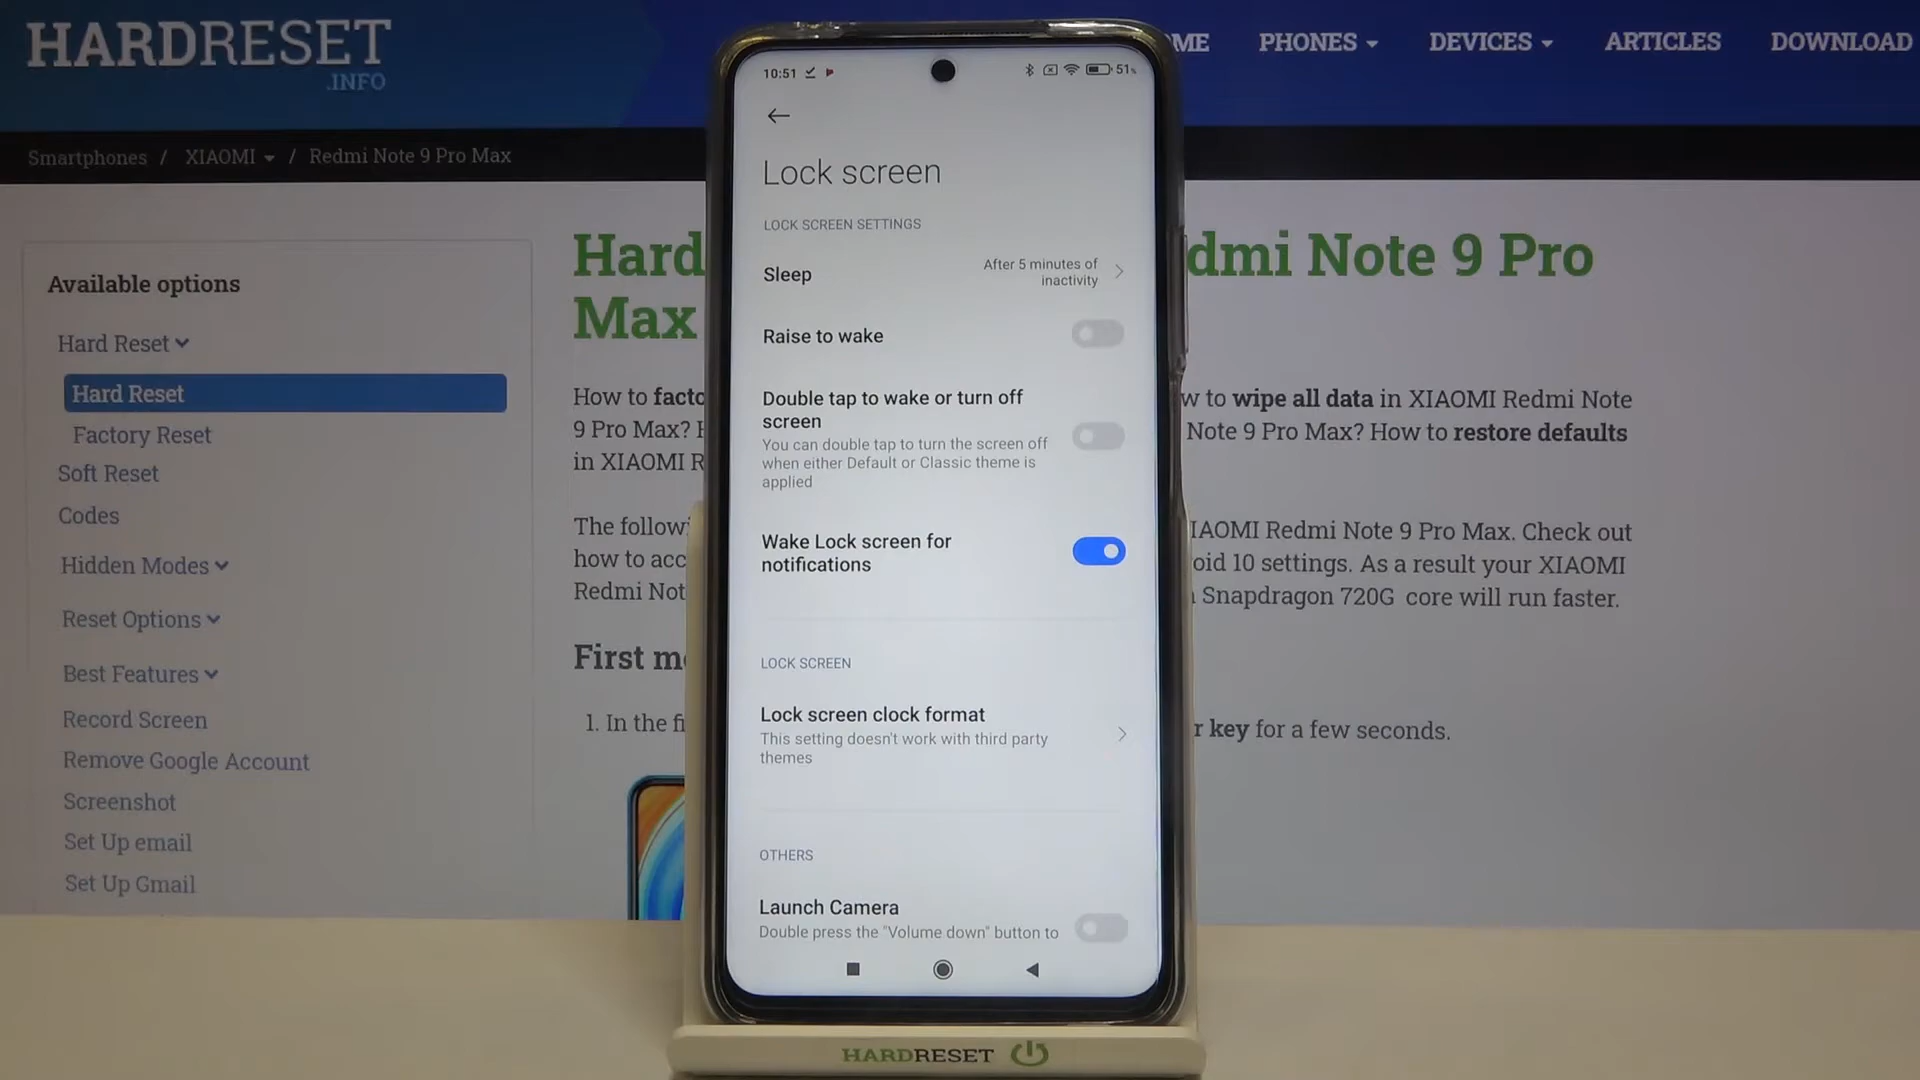 HARDRESET
.INFO
ME
PHONES
DEVICES
ARTICLES
DOWNLOAD
Smartphones / XIAOMI / Redmi Note 9 Pro Max
Available options
Hard Reset
Hard Reset
Factory Reset
Soft Reset
Codes
Hidden Modes
Reset Options
Best Features
Record Screen
Remove Google Account
Screenshot
Set Up email
Set Up Gmail
Hard dmi Note 9 Pro
Max
How to facto w to wipe all data in XIAOMI Redmi Note
9 Pro Max? Note 9 Pro Max? How to restore defaults
in XIAOMI R
The followi IAOMI Redmi Note 9 Pro Max. Check out
how to acc oid 10 settings. As a result your XIAOMI
Redmi Not Snapdragon 720G core will run faster.
First m
1. In the fi r key for a few seconds.
10:51 51%
Lock screen
LOCK SCREEN SETTINGS
Sleep
After 5 minutes of
inactivity
Raise to wake
Double tap to wake or turn off
screen
You can double tap to turn the screen off
when either Default or Classic theme is
applied
Wake Lock screen for
notifications
LOCK SCREEN
Lock screen clock format
This setting doesn't work with third party
themes
OTHERS
Launch Camera
Double press the "Volume down" button to
HARDRESET